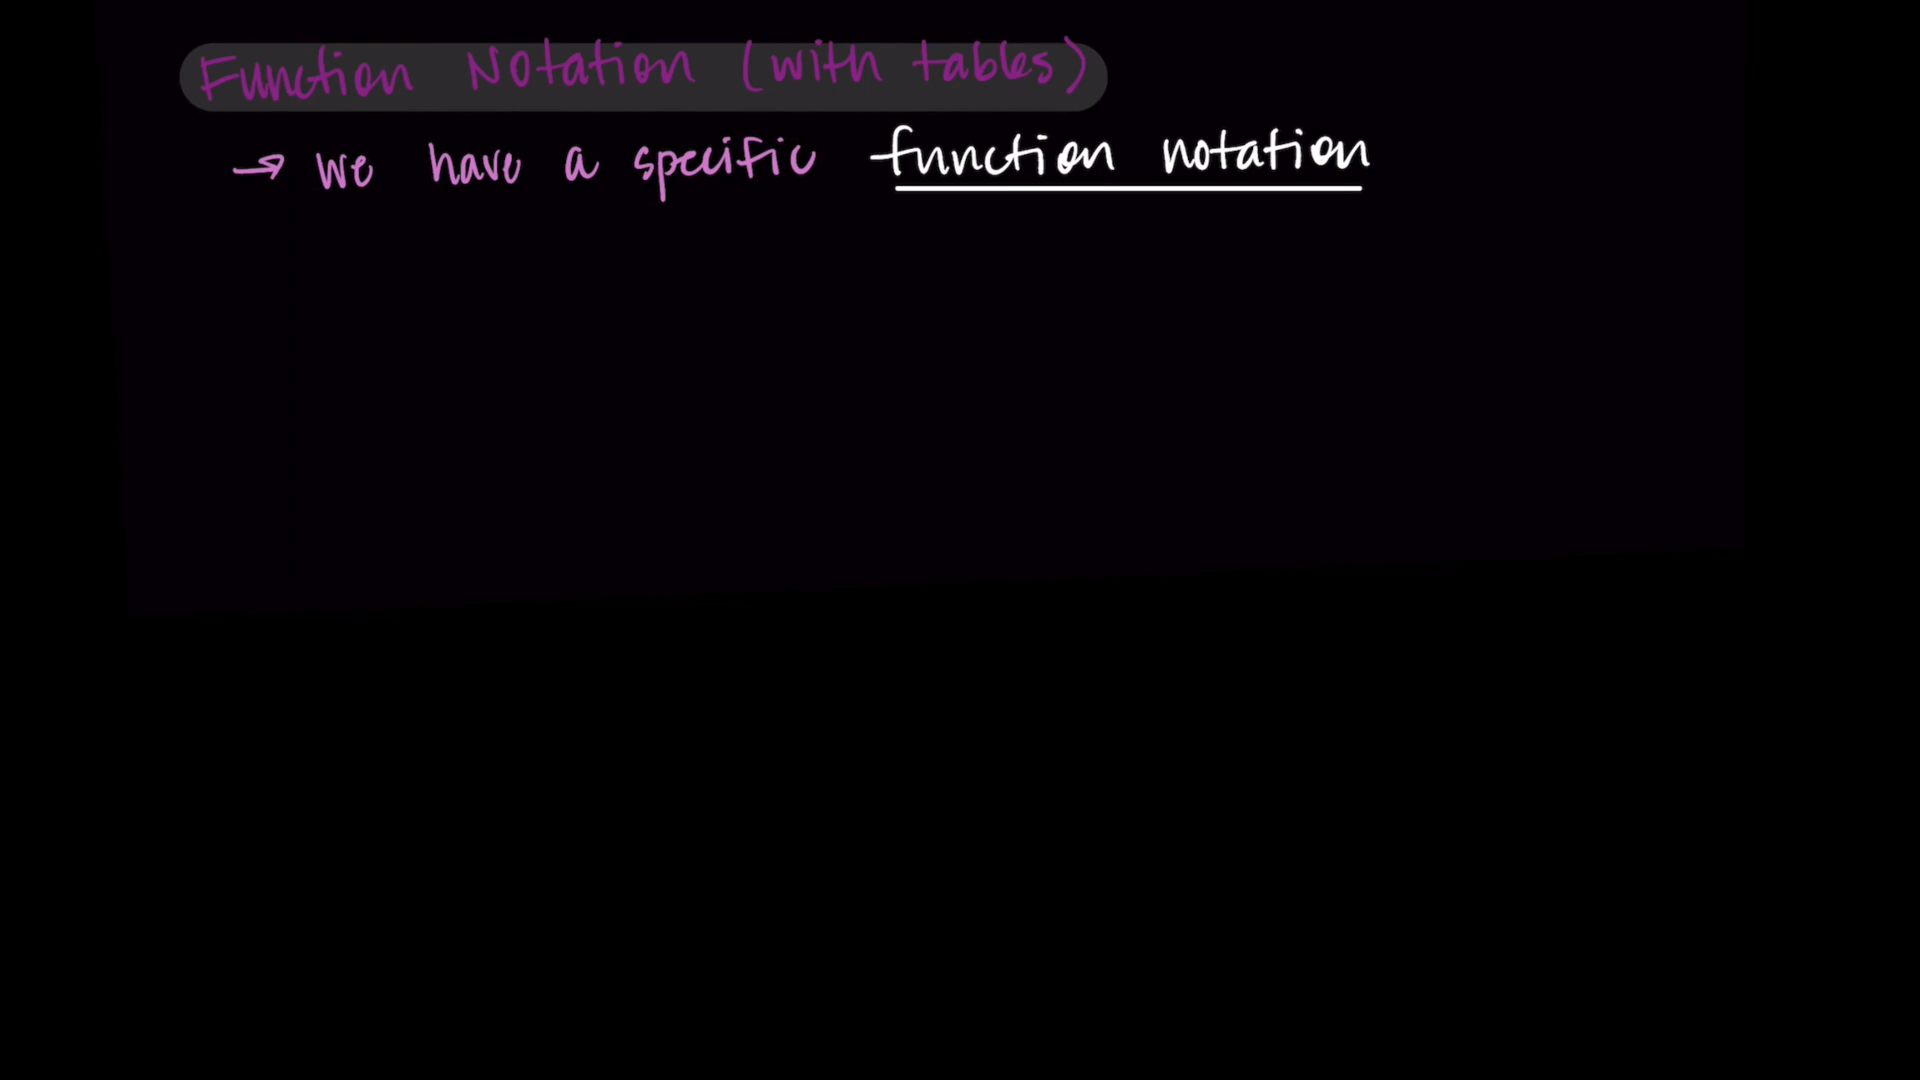 Function Notation (with tables)
→ we have a specific function notation